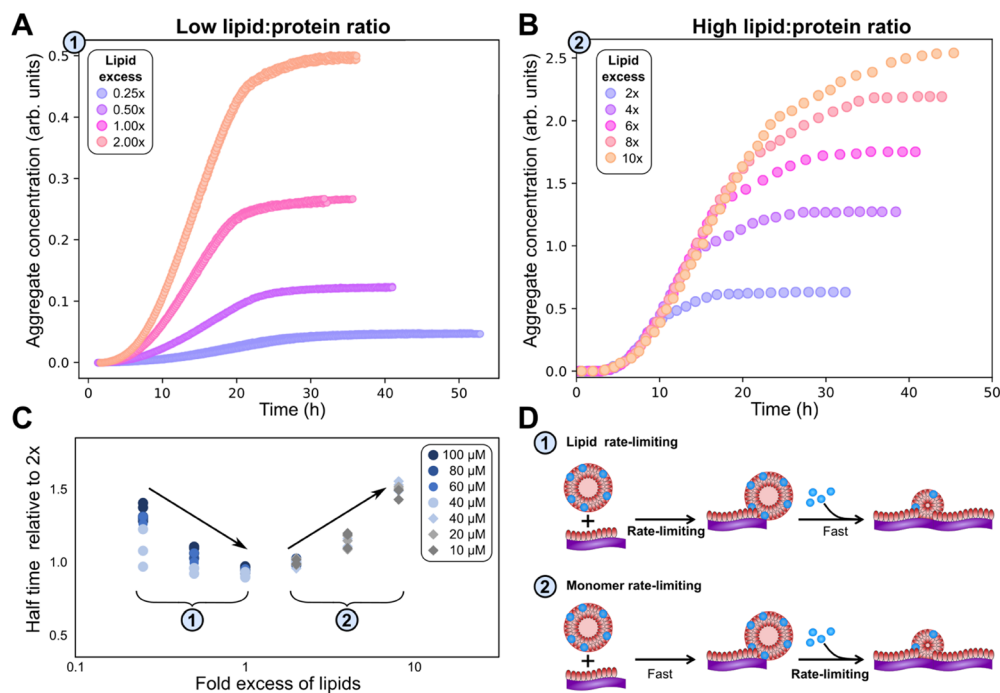 A
Low lipid:protein ratio
1
Lipid
excess
0.25x
0.50x
1.00x
2.00x
Aggregate concentration (arb. units)
0.5
0.4
0.3
0.2
0.1
0.0
0 10 20 30 40 50
Time (h)
B
High lipid:protein ratio
2
Lipid
excess
2x
4x
6x
8x
10x
Aggregate concentration (arb. units)
2.5
2.0
1.5
1.0
0.5
0.0
0 10 20 30 40 50
Time (h)
C
Half time relative to 2x
1.5
1.0
0.5
100 µM
80 µM
60 µM
40 µM
40 µM
20 µM
10 µM
1 2
0.1 1 10
Fold excess of lipids
D
1 Lipid rate-limiting
+
Rate-limiting
Fast
2 Monomer rate-limiting
+
Fast
Rate-limiting